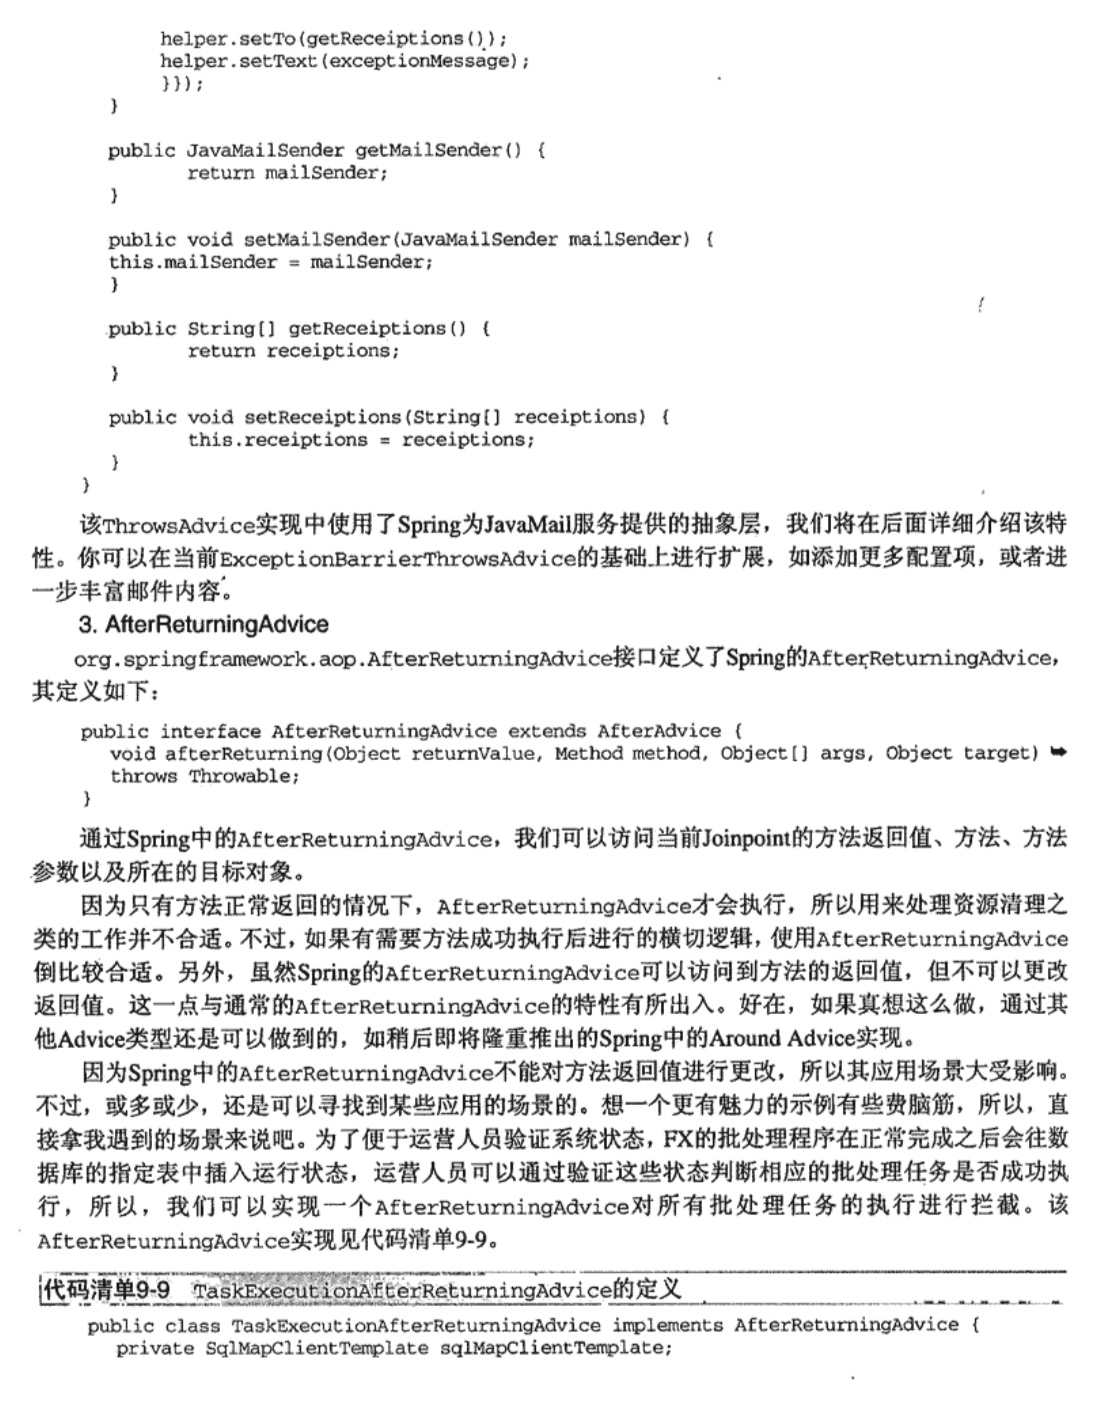 helper.setTo(getReceiptions());
helper.setText(exceptionMessage);
}});
}
public JavaMailSender getMailSender() {
return mailSender;
}
public void setMailSender(JavaMailSender mailSender) {
this.mailSender = mailSender;
}
public String[] getReceiptions() {
return receiptions;
}
public void setReceiptions(String[] receiptions) {
this.receiptions = receiptions;
}
}
该ThrowsAdvice实现中使用了Spring为JavaMail服务提供的抽象层，我们将在后面详细介绍该特
性。你可以在当前ExceptionBarrierThrowsAdvice的基础上进行扩展，如添加更多配置项，或者进
一步丰富邮件内容。
3. AfterReturningAdvice
org.springframework.aop.AfterReturningAdvice接口定义了Spring的AfterReturningAdvice，
其定义如下：
public interface AfterReturningAdvice extends AfterAdvice {
void afterReturning(Object returnValue, Method method, Object[] args, Object target) ➥
throws Throwable;
}
通过Spring中的AfterReturningAdvice，我们可以访问当前Joinpoint的方法返回值、方法、方法
参数以及所在的目标对象。
因为只有方法正常返回的情况下，AfterReturningAdvice才会执行，所以用来处理资源清理之
类的工作并不合适。不过，如果有需要方法成功执行后进行的横切逻辑，使用AfterReturningAdvice
倒比较合适。另外，虽然Spring的AfterReturningAdvice可以访问到方法的返回值，但不可以更改
返回值。这一点与通常的AfterReturningAdvice的特性有所出入。好在，如果真想这么做，通过其
他Advice类型还是可以做到的，如稍后即将隆重推出的Spring中的Around Advice实现。
因为Spring中的AfterReturningAdvice不能对方法返回值进行更改，所以其应用场景大受影响。
不过，或多或少，还是可以寻找到某些应用的场景的。想一个更有魅力的示例有些费脑筋，所以，直
接拿我遇到的场景来说吧。为了便于运营人员验证系统状态，FX的批处理程序在正常完成之后会往数
据库的指定表中插入运行状态，运营人员可以通过验证这些状态判断相应的批处理任务是否成功执
行，所以，我们可以实现一个AfterReturningAdvice对所有批处理任务的执行进行拦截。该
AfterReturningAdvice实现见代码清单9-9。
代码清单9-9 TaskExecutionAfterReturningAdvice的定义
public class TaskExecutionAfterReturningAdvice implements AfterReturningAdvice {
private SqlMapClientTemplate sqlMapClientTemplate;